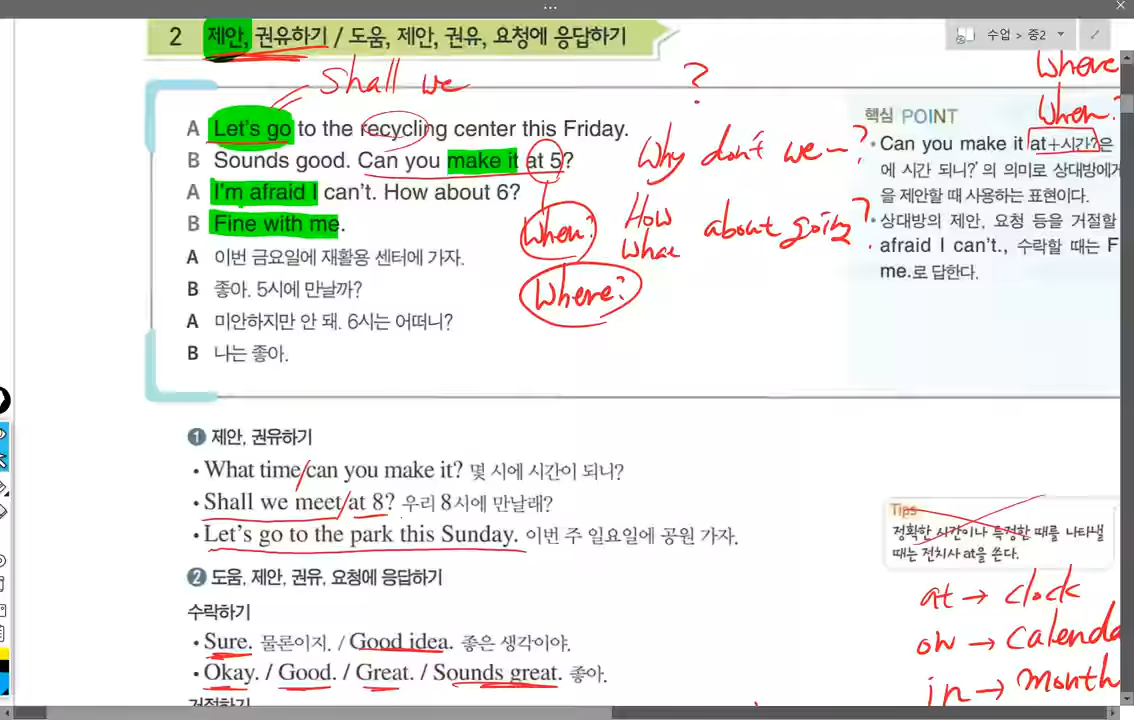 수업 > 중2
2 제안, 권유하기 / 도움, 제안, 권유, 요청에 응답하기
Shall we ?
Where
When?
A Let's go to the recycling center this Friday.
B Sounds good. Can you make it at 5?
A I'm afraid I can't. How about 6?
B Fine with me.
A 이번 금요일에 재활용 센터에 가자.
B 좋아. 5시에 만날까?
A 미안하지만 안 돼. 6시는 어떠니?
B 나는 좋아.
When?
Where?
Why don't we ~?
How about going?
What
핵심 POINT
• Can you make it at+시간?은
에 시간 되니?'의 의미로 상대방에게
을 제안할 때 사용하는 표현이다.
• 상대방의 제안, 요청 등을 거절할
afraid I can't., 수락할 때는 F
me.로 답한다.
1 제안, 권유하기
• What time can you make it? 몇 시에 시간이 되니?
• Shall we meet at 8? 우리 8시에 만날래?
• Let's go to the park this Sunday. 이번 주 일요일에 공원 가자.
Tips
정확한 시간이나 특정한 때를 나타낼
때는 전치사 at을 쓴다.
at → clock
on → calenda
in → month
2 도움, 제안, 권유, 요청에 응답하기
수락하기
• Sure. 물론이지. / Good idea. 좋은 생각이야.
• Okay. / Good. / Great. / Sounds great. 좋아.
거절하기